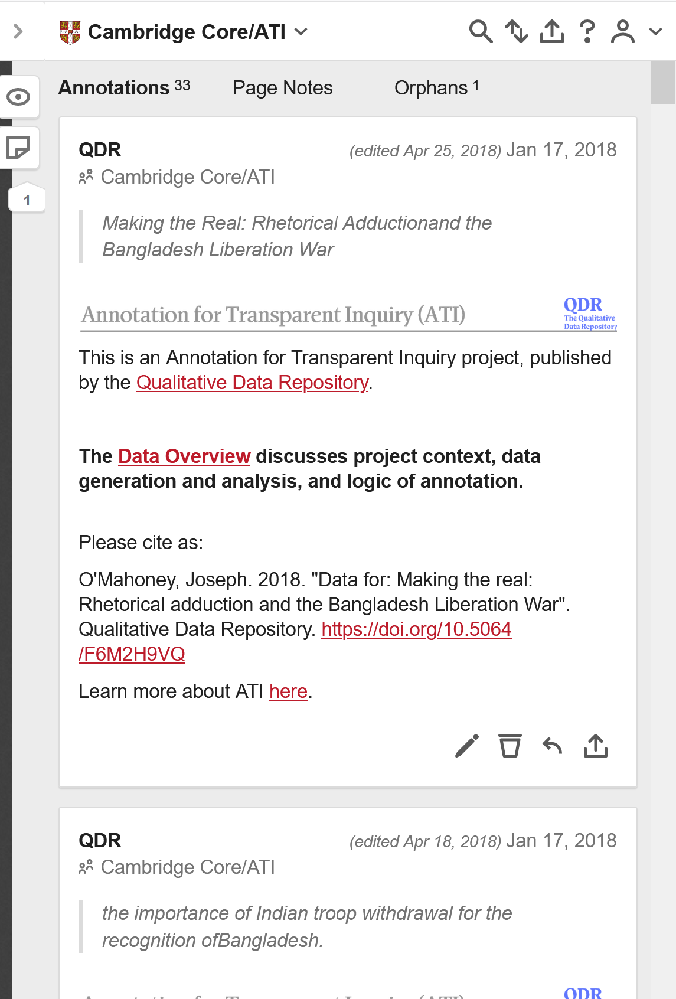 Cambridge Core/ATI
Annotations 33 Page Notes Orphans 1
QDR (edited Apr 25, 2018) Jan 17, 2018
Cambridge Core/ATI
1
Making the Real: Rhetorical Adductionand the
Bangladesh Liberation War
Annotation for Transparent Inquiry (ATI)
QDR
The Qualitative
Data Repository
This is an Annotation for Transparent Inquiry project, published
by the Qualitative Data Repository.
The Data Overview discusses project context, data
generation and analysis, and logic of annotation.
Please cite as:
O'Mahoney, Joseph. 2018. "Data for: Making the real:
Rhetorical adduction and the Bangladesh Liberation War".
Qualitative Data Repository. https://doi.org/10.5064
/F6M2H9VQ
Learn more about ATI here.
QDR (edited Apr 18, 2018) Jan 17, 2018
Cambridge Core/ATI
the importance of Indian troop withdrawal for the
recognition ofBangladesh.
QDR